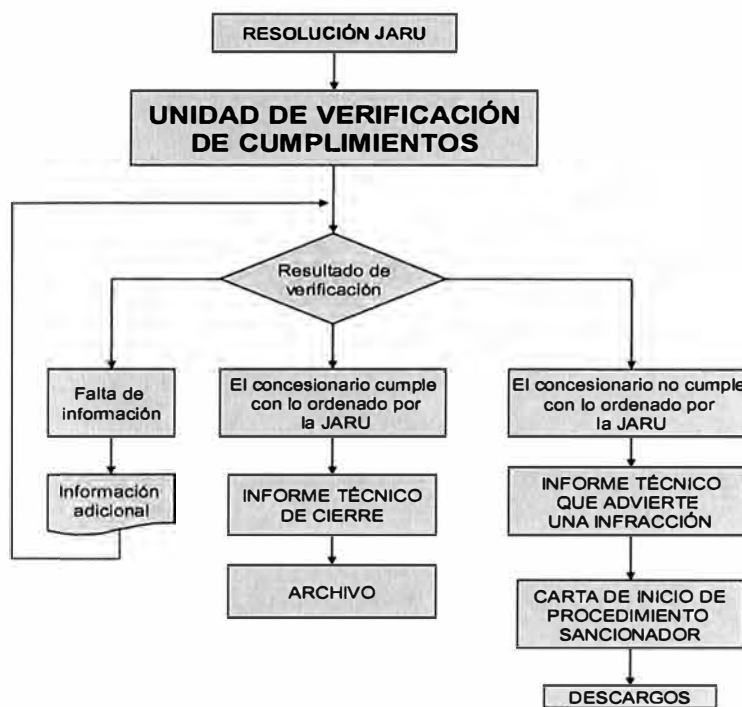 RESOLUCIÓN JARU
UNIDAD DE VERIFICACIÓN
DE CUMPLIMIENTOS
Resultado de
verificación
Falta de
información
Información
adicional
El concesionario cumple
con lo ordenado por
la JARU
INFORME TÉCNICO
DE CIERRE
ARCHIVO
El concesionario no cumple
con lo ordenado por
la JARU
INFORME TÉCNICO
QUE ADVIERTE
UNA INFRACCIÓN
CARTA DE INICIO DE
PROCEDIMIENTO
SANCIONADOR
DESCARGOS